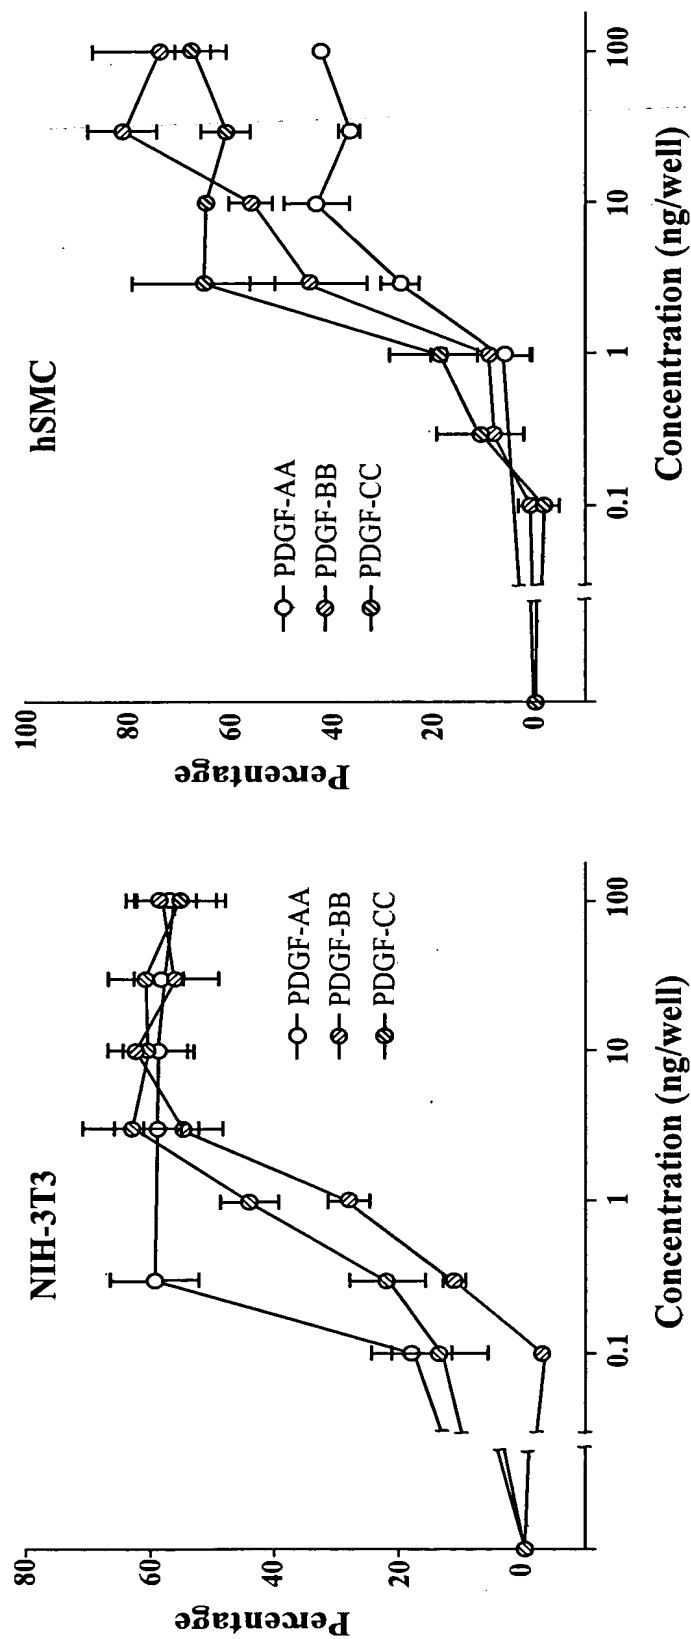 NIH-3T3
Percentage
80
60
40
20
0
PDGF-AA
PDGF-BB
PDGF-CC
0.1
1
10
100
Concentration (ng/well)
hSMC
Percentage
100
80
60
40
20
0
PDGF-AA
PDGF-BB
PDGF-CC
0.1
1
10
100
Concentration (ng/well)